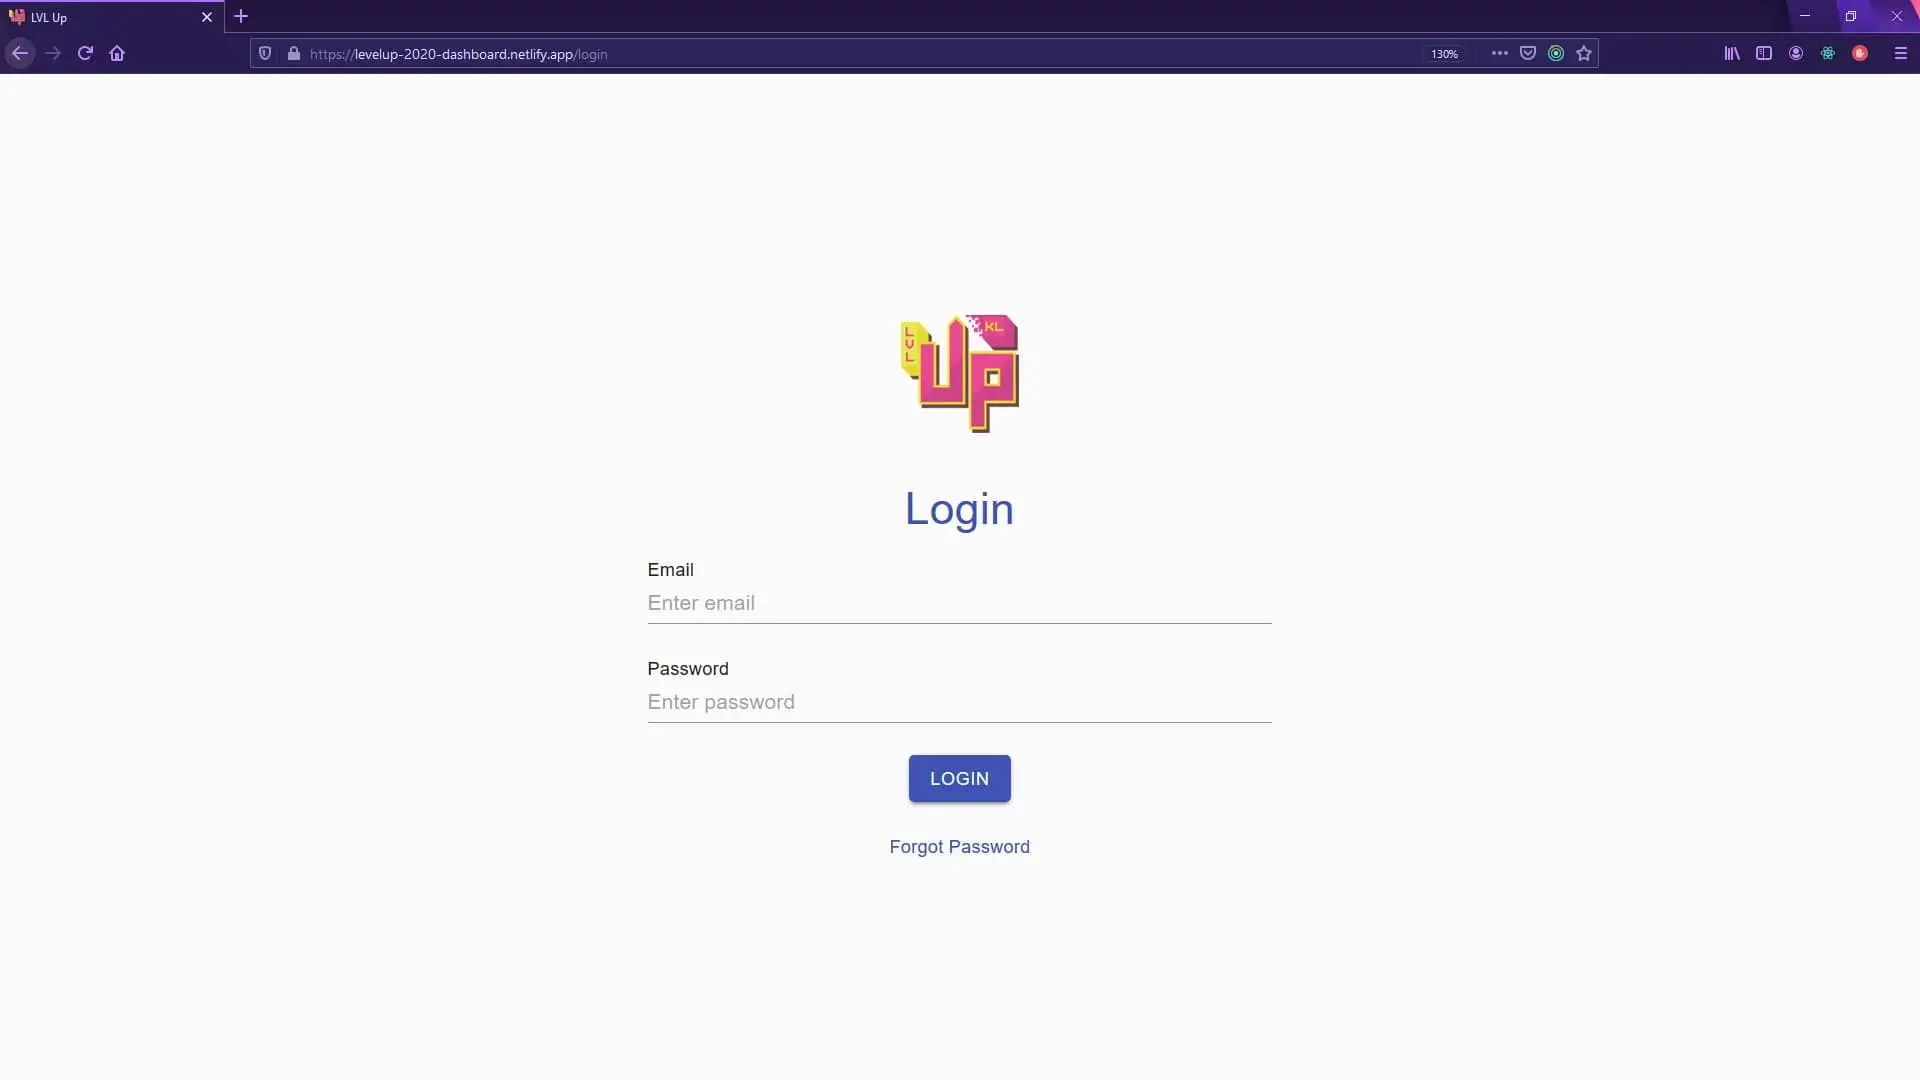 LVL Up
https://levelup-2020-dashboard.netlify.app/login
130%
LVL
UP
KL
Login
Email
Enter email
Password
Enter password
LOGIN
Forgot Password